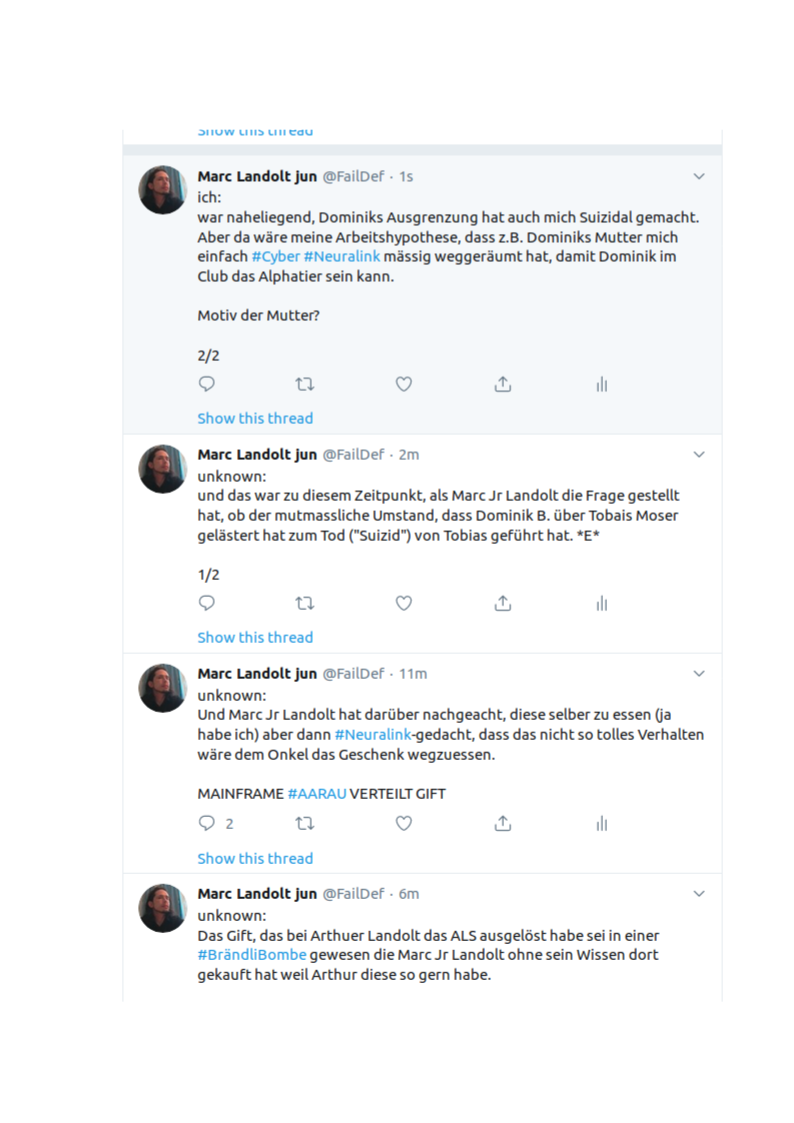 Show this thread
Marc Landolt jun @FailDef · 1s
ich:
war naheliegend, Dominiks Ausgrenzung hat auch mich Suizidal gemacht.
Aber da wäre meine Arbeitshypothese, dass z.B. Dominiks Mutter mich
einfach #Cyber #Neuralink mässig weggeräumt hat, damit Dominik im
Club das Alphatier sein kann.
Motiv der Mutter?
2/2
Show this thread
Marc Landolt jun @FailDef · 2m
unknown:
und das war zu diesem Zeitpunkt, als Marc Jr Landolt die Frage gestellt
hat, ob der mutmassliche Umstand, dass Dominik B. über Tobais Moser
gelästert hat zum Tod ("Suizid") von Tobias geführt hat. *E*
1/2
Show this thread
Marc Landolt jun @FailDef · 11m
unknown:
Und Marc Jr Landolt hat darüber nachgeacht, diese selber zu essen (ja
habe ich) aber dann #Neuralink-gedacht, dass das nicht so tolles Verhalten
wäre dem Onkel das Geschenk wegzuessen.
MAINFRAME #AARAU VERTEILT GIFT
2
Show this thread
Marc Landolt jun @FailDef · 6m
unknown:
Das Gift, das bei Arthuer Landolt das ALS ausgelöst habe sei in einer
#BrändliBombe gewesen die Marc Jr Landolt ohne sein Wissen dort
gekauft hat weil Arthur diese so gern habe.